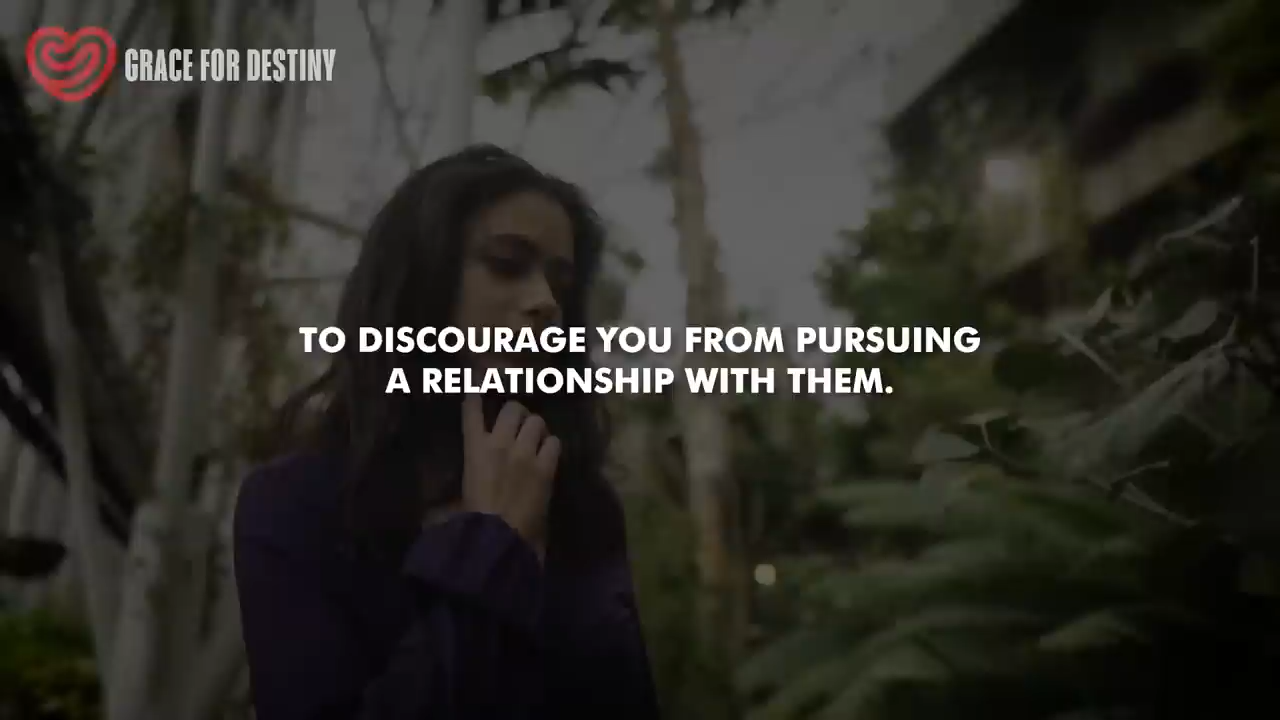 GRACE FOR DESTINY
TO DISCOURAGE YOU FROM PURSUING
A RELATIONSHIP WITH THEM.